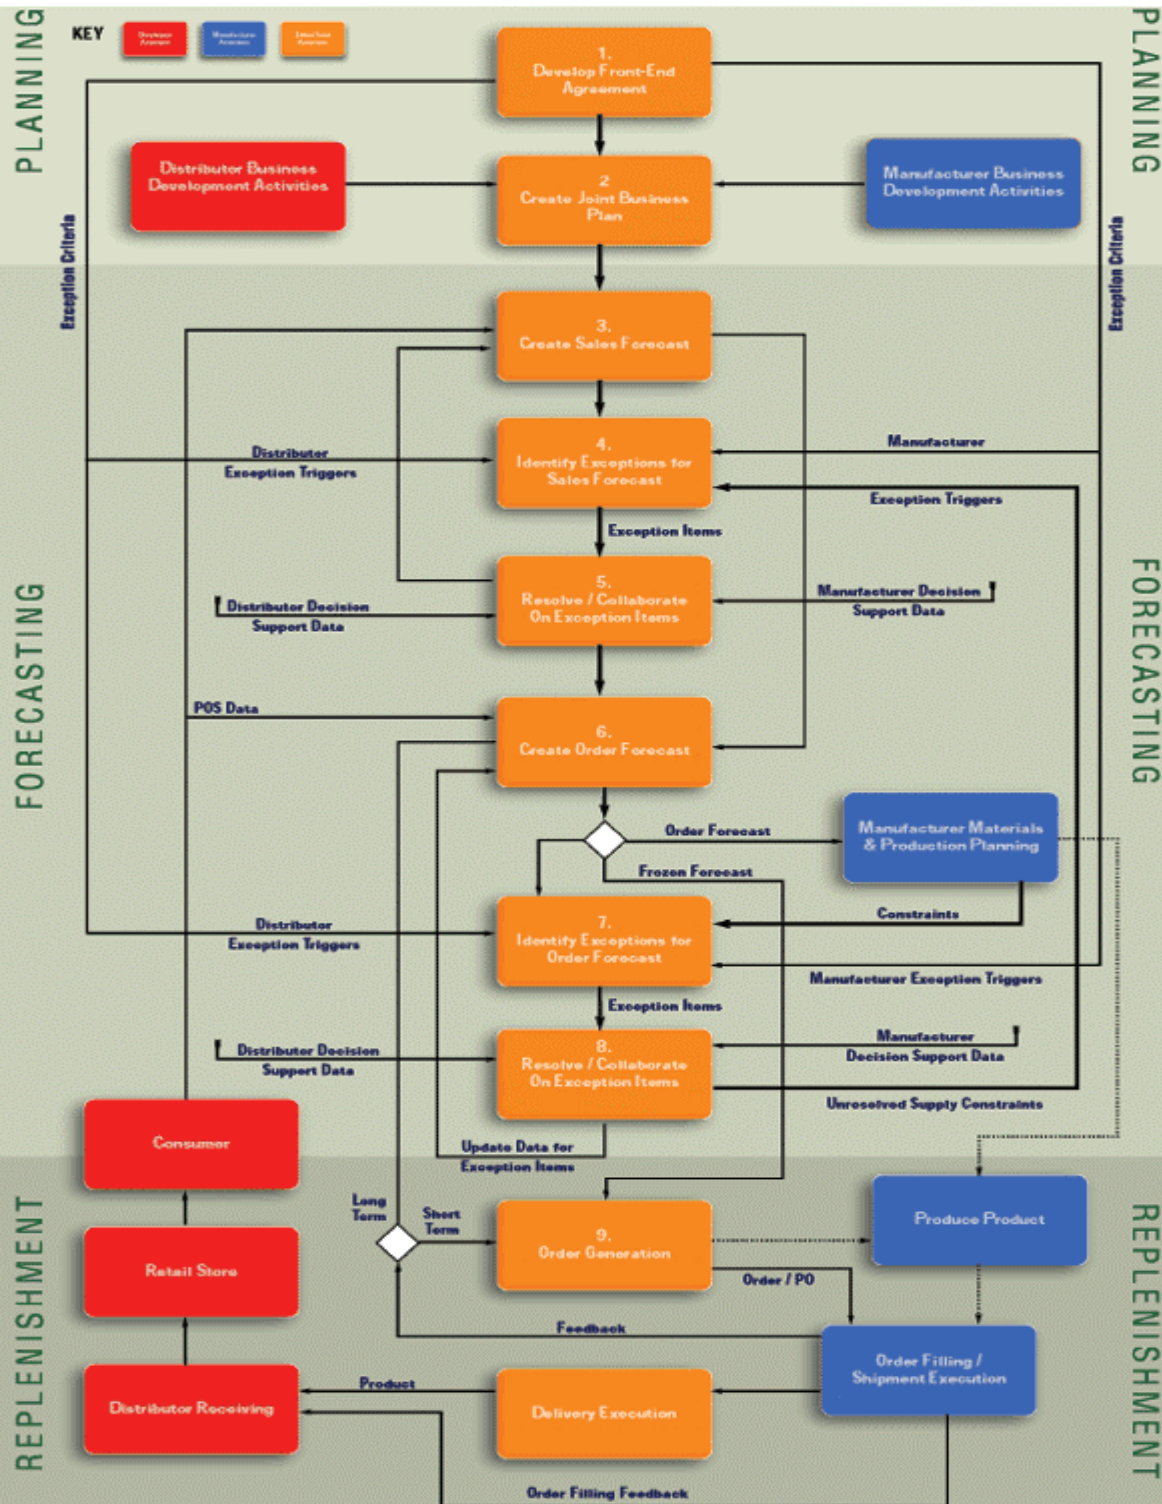 PLANNING
PLANNING
KEY
Distributor
Activities
Manufacturer
Activities
1.
Develop Front-End
Agreement
Distributor Business
Development Activities
2
Create Joint Business
Plan
Manufacturer Business
Development Activities
Exception Criteria
Exception Criteria
3.
Create Sales Forecast
Distributor
Exception Triggers
4.
Identify Exceptions for
Sales Forecast
Manufacturer
Exception Triggers
Exception Items
FORECASTING
FORECASTING
Distributor Decision
Support Data
5.
Resolve / Collaborate
On Exception Items
Manufacturer Decision
Support Data
POS Data
6.
Create Order Forecast
Order Forecast
Manufacturer Materials
& Production Planning
Frozen Forecast
Constraints
Distributor
Exception Triggers
7.
Identify Exceptions for
Order Forecast
Manufacturer Exception Triggers
Exception Items
Distributor Decision
Support Data
8.
Resolve / Collaborate
On Exception Items
Manufacturer
Decision Support Data
Unresolved Supply Constraints
Consumer
Update Data for
Exception Items
REPLENISHMENT
REPLENISHMENT
Long
Term
Short
Term
9.
Order Generation
Produce Product
Retail Store
Order / PO
Feedback
Order Filling /
Shipment Execution
Distributor Receiving
Product
Delivery Execution
Order Filling Feedback